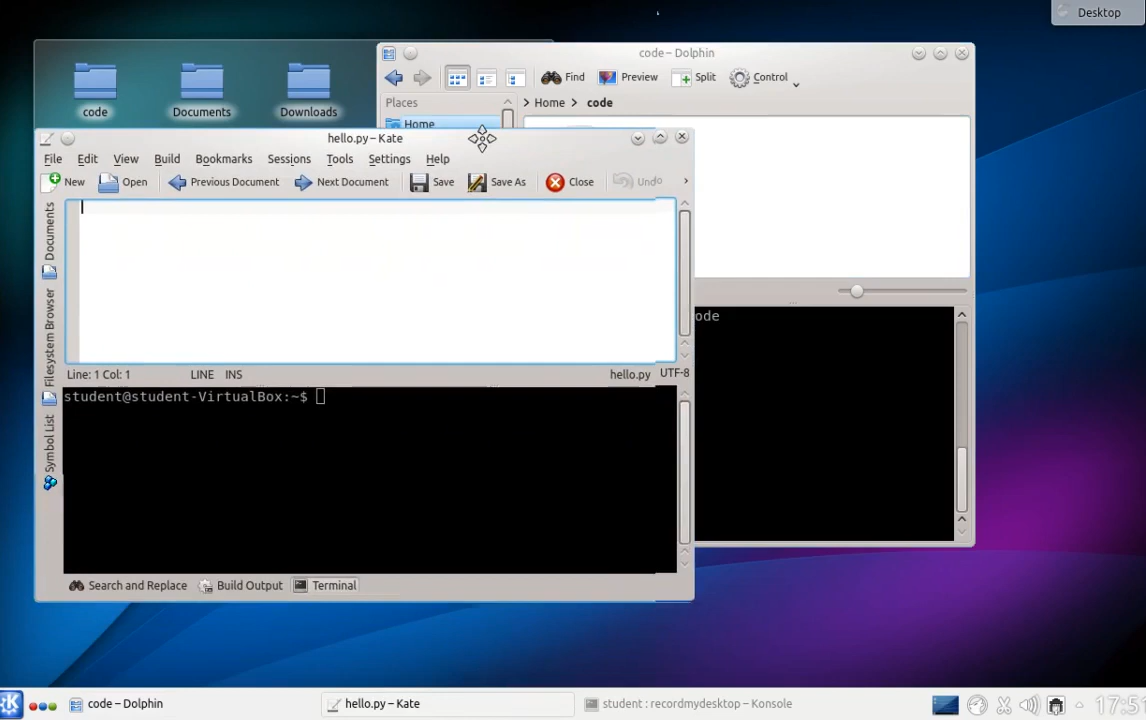 Desktop
code – Dolphin
code
Documents
Downloads
Find
Preview
Split
Control
Places
Home > code
Home
hello.py – Kate
File Edit View Build Bookmarks Sessions Tools Settings Help
New Open Previous Document Next Document Save Save As Close Undo
Documents
Filesystem Browser
Symbol List
ode
Line: 1 Col: 1 LINE INS hello.py UTF-8
student@student-VirtualBox:~$
Search and Replace Build Output Terminal
code – Dolphin
hello.py – Kate
student : recordmydesktop – Konsole